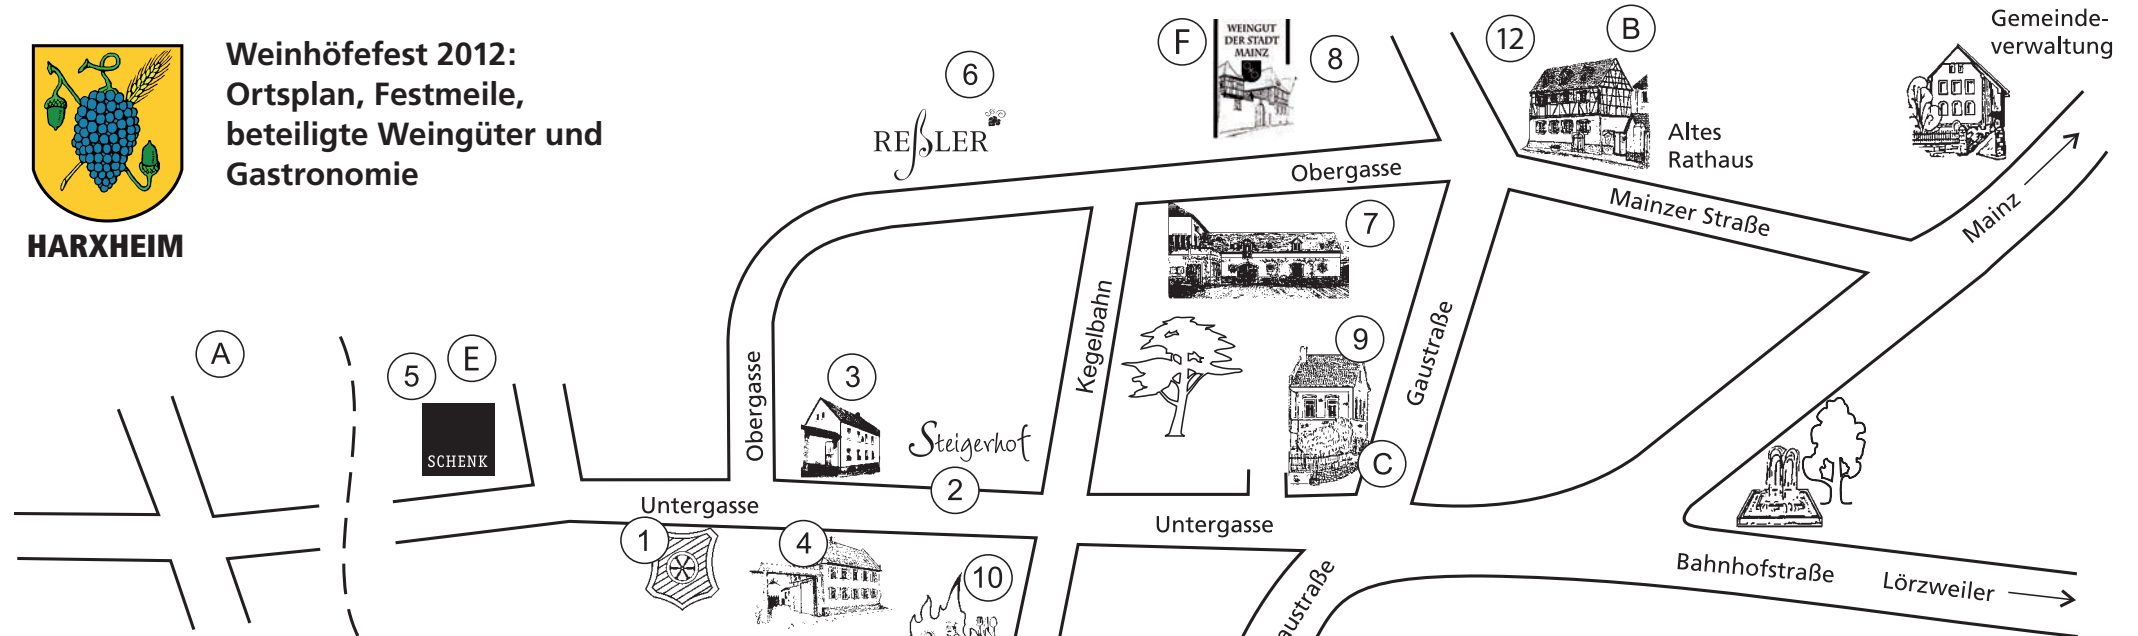 Weinhöfefest 2012:
Ortsplan, Festmeile,
beteiligte Weingüter und
Gastronomie
HARXHEIM
F
WEINGUT
DER STADT
MAINZ
8
12
B
Gemeinde-
verwaltung
6
REßLER
Altes
Rathaus
Obergasse
Mainzer Straße
Mainz
7
A
5
E
SCHENK
Obergasse
3
Steigerhof
2
Kegelbahn
9
Gaustraße
C
Untergasse
Untergasse
1
4
10
austraße
Bahnhofstraße
Lörzweiler